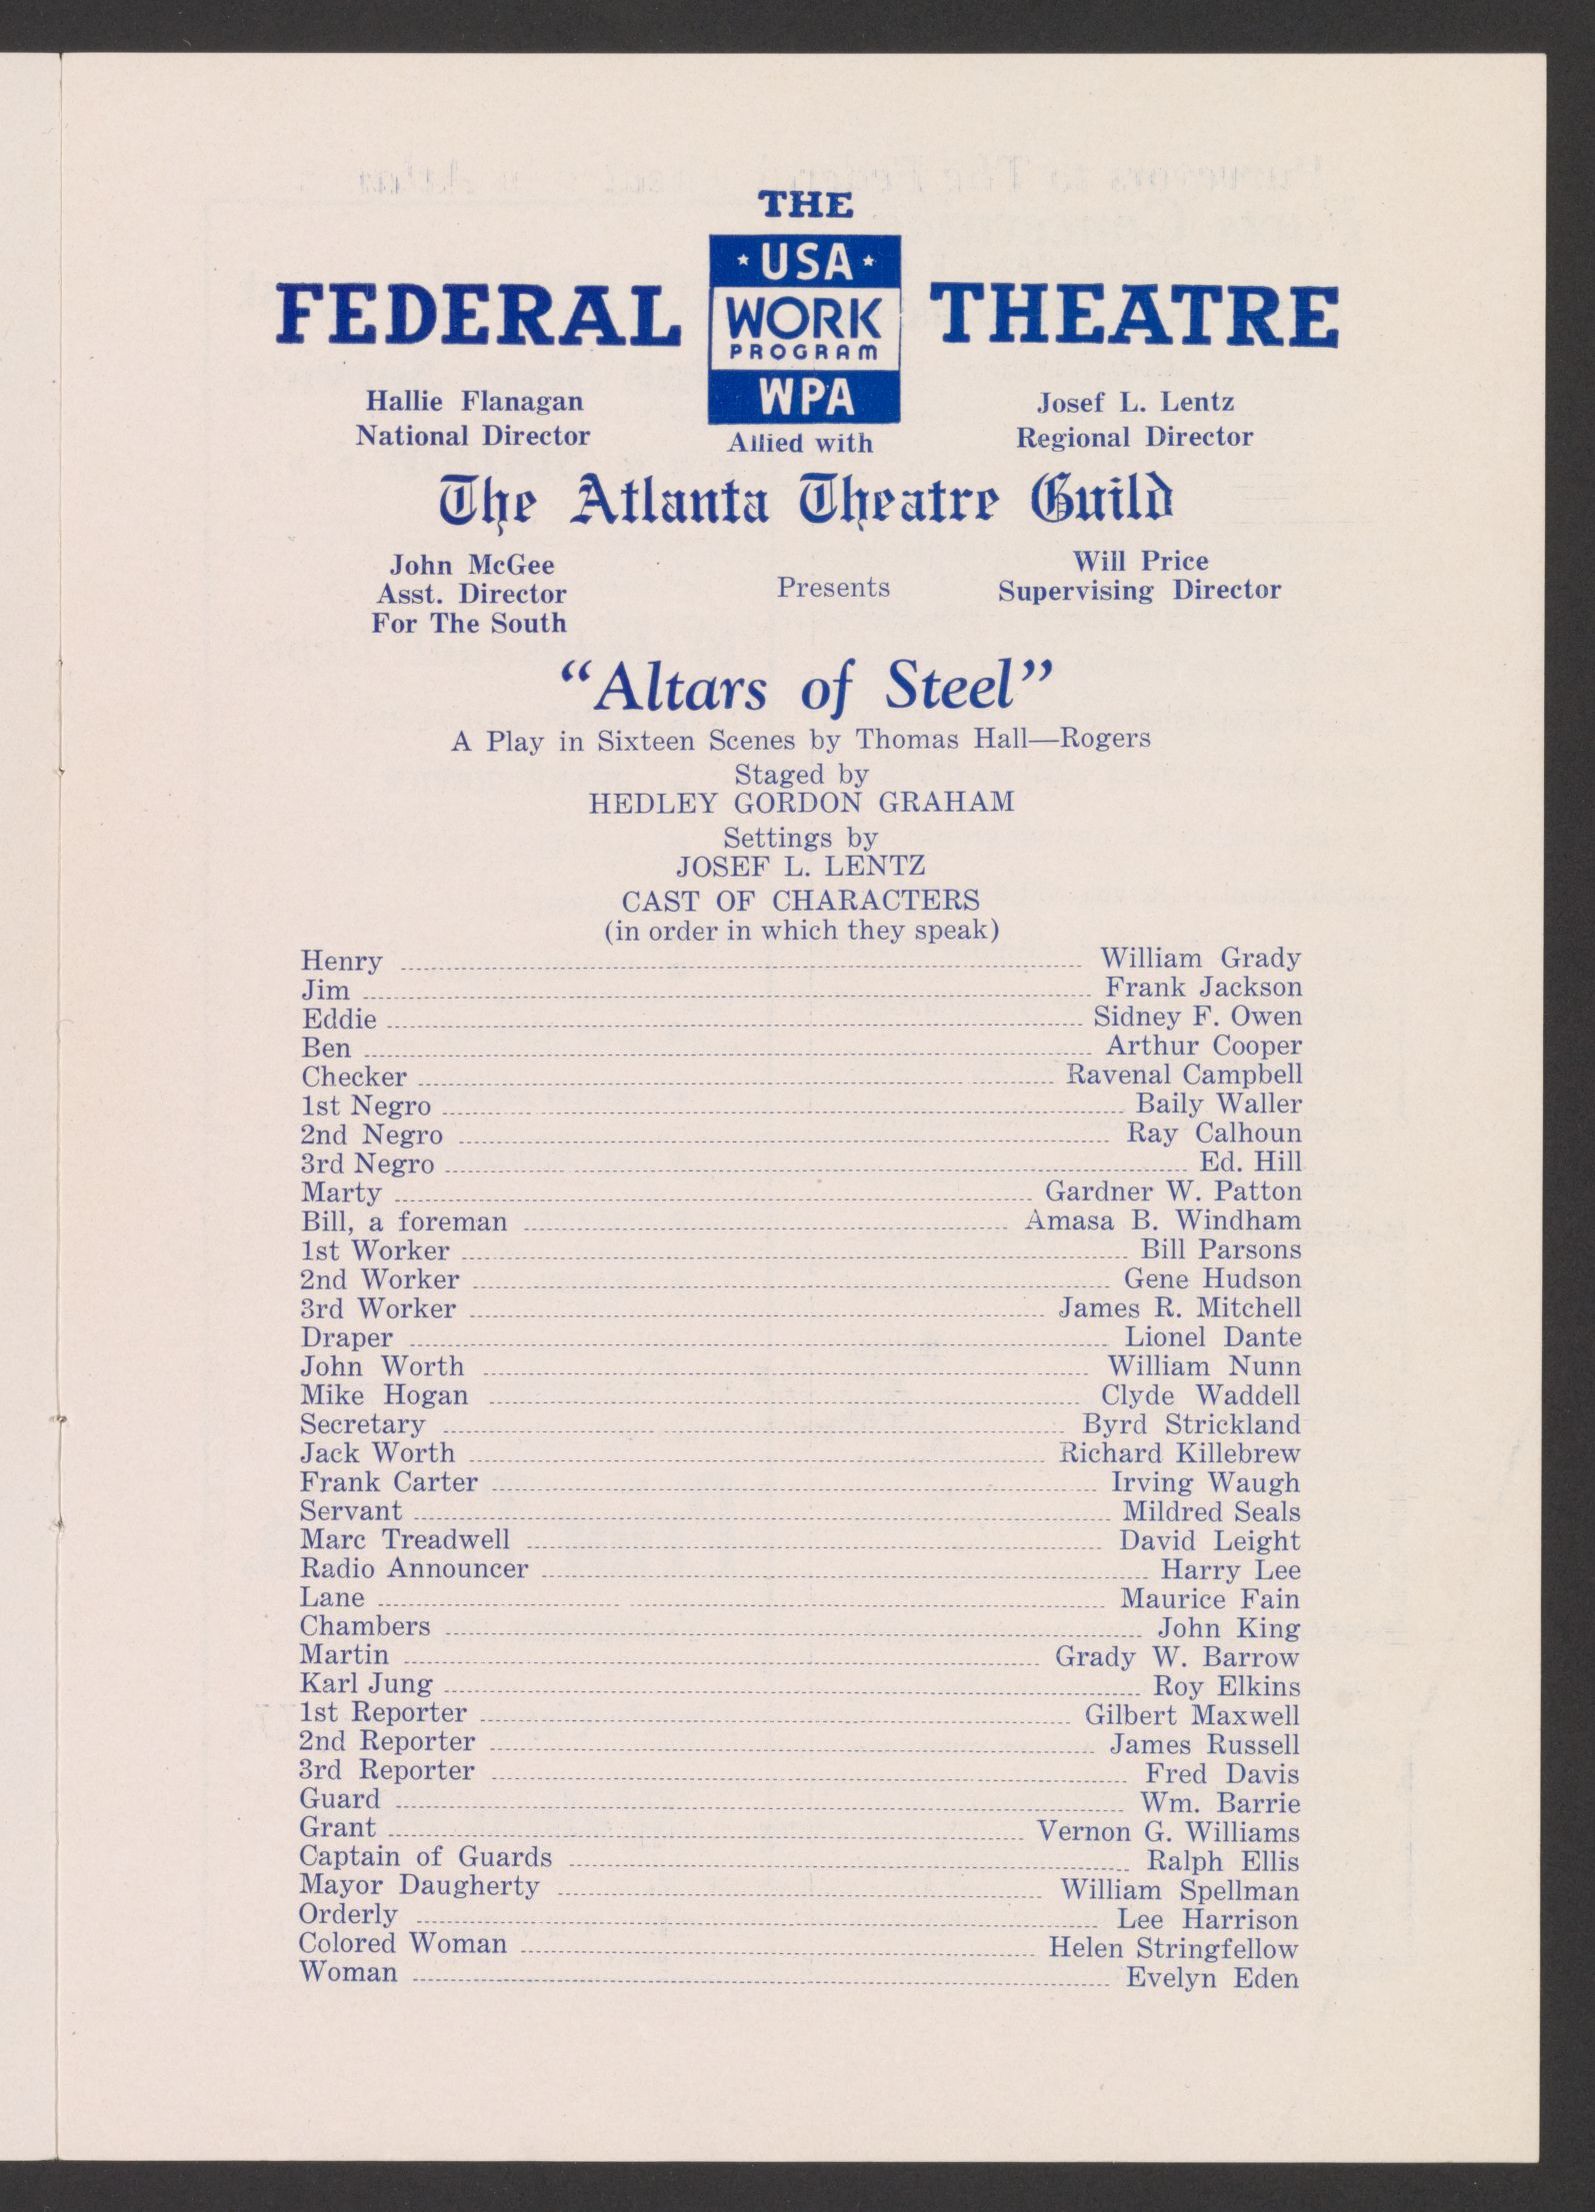 THE
FEDERAL THEATRE
USA
WORK
PROGRAM
WPA
Hallie Flanagan
National Director
Josef L. Lentz
Regional Director
Allied with
The Atlanta Theatre Guild
John McGee
Asst. Director
For The South
Presents
Will Price
Supervising Director
"Altars of Steel"
A Play in Sixteen Scenes by Thomas Hall—Rogers
Staged by
HEDLEY GORDON GRAHAM
Settings by
JOSEF L. LENTZ
CAST OF CHARACTERS
(in order in which they speak)
Henry William Grady
Jim Frank Jackson
Eddie Sidney F. Owen
Ben Arthur Cooper
Checker Ravenal Campbell
1st Negro Baily Waller
2nd Negro Ray Calhoun
3rd Negro Ed. Hill
Marty Gardner W. Patton
Bill, a foreman Amasa B. Windham
1st Worker Bill Parsons
2nd Worker Gene Hudson
3rd Worker James R. Mitchell
Draper Lionel Dante
John Worth William Nunn
Mike Hogan Clyde Waddell
Secretary Byrd Strickland
Jack Worth Richard Killebrew
Frank Carter Irving Waugh
Servant Mildred Seals
Marc Treadwell David Leight
Radio Announcer Harry Lee
Lane Maurice Fain
Chambers John King
Martin Grady W. Barrow
Karl Jung Roy Elkins
1st Reporter Gilbert Maxwell
2nd Reporter James Russell
3rd Reporter Fred Davis
Guard Wm. Barrie
Grant Vernon G. Williams
Captain of Guards Ralph Ellis
Mayor Daugherty William Spellman
Orderly Lee Harrison
Colored Woman Helen Stringfellow
Woman Evelyn Eden